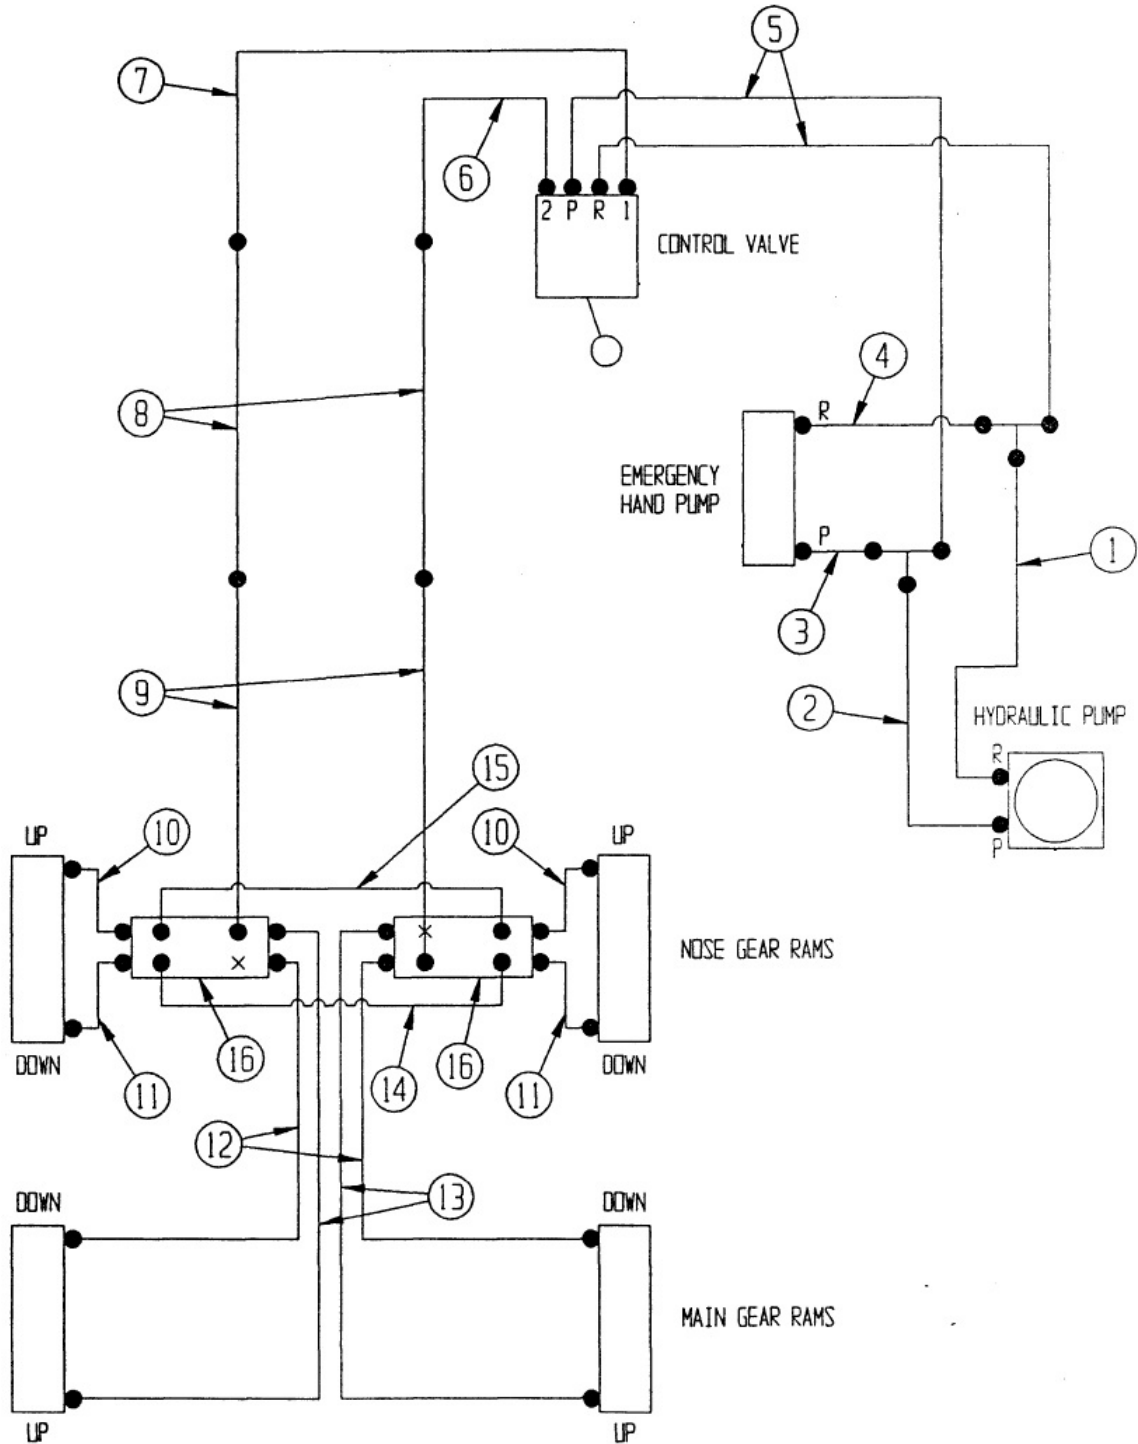 5
7
6
2 P R 1
CONTROL VALVE
4
R
8
EMERGENCY
HAND PUMP
P
1
3
9
2
HYDRAULIC PUMP
15
R
UP
10
10
UP
P
NOSE GEAR RAMS
DOWN
16
16
DOWN
11
14
11
12
DOWN
13
DOWN
MAIN GEAR RAMS
UP
UP